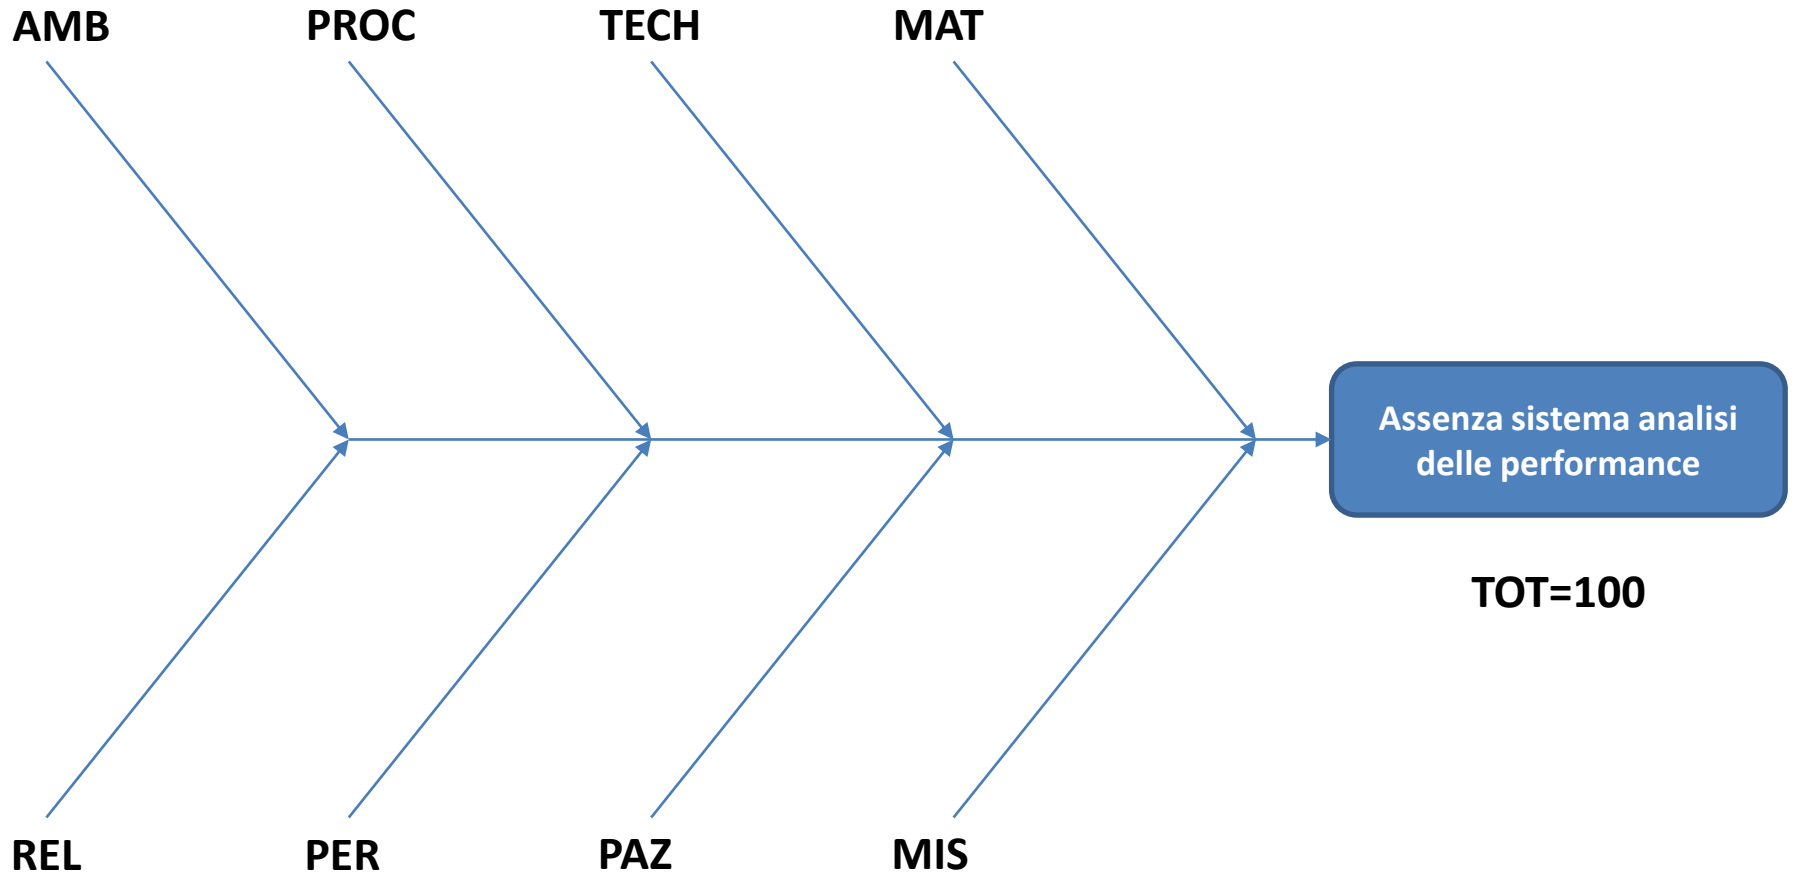 AMB
PROC
TECH
MAT
Assenza sistema analisi
delle performance
TOT=100
REL
PER
PAZ
MIS